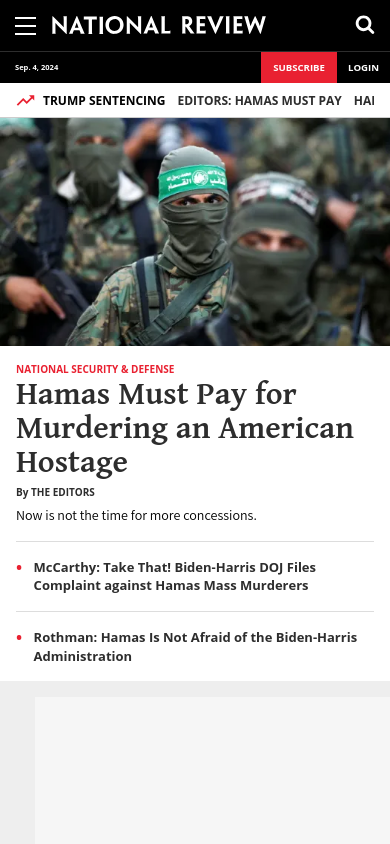 NATIONAL REVIEW
Sep. 4, 2024
SUBSCRIBE
LOGIN
TRUMP SENTENCING EDITORS: HAMAS MUST PAY HAI
NATIONAL SECURITY & DEFENSE
Hamas Must Pay for
Murdering an American
Hostage
By THE EDITORS
Now is not the time for more concessions.
McCarthy: Take That! Biden-Harris DOJ Files
Complaint against Hamas Mass Murderers
Rothman: Hamas Is Not Afraid of the Biden-Harris
Administration